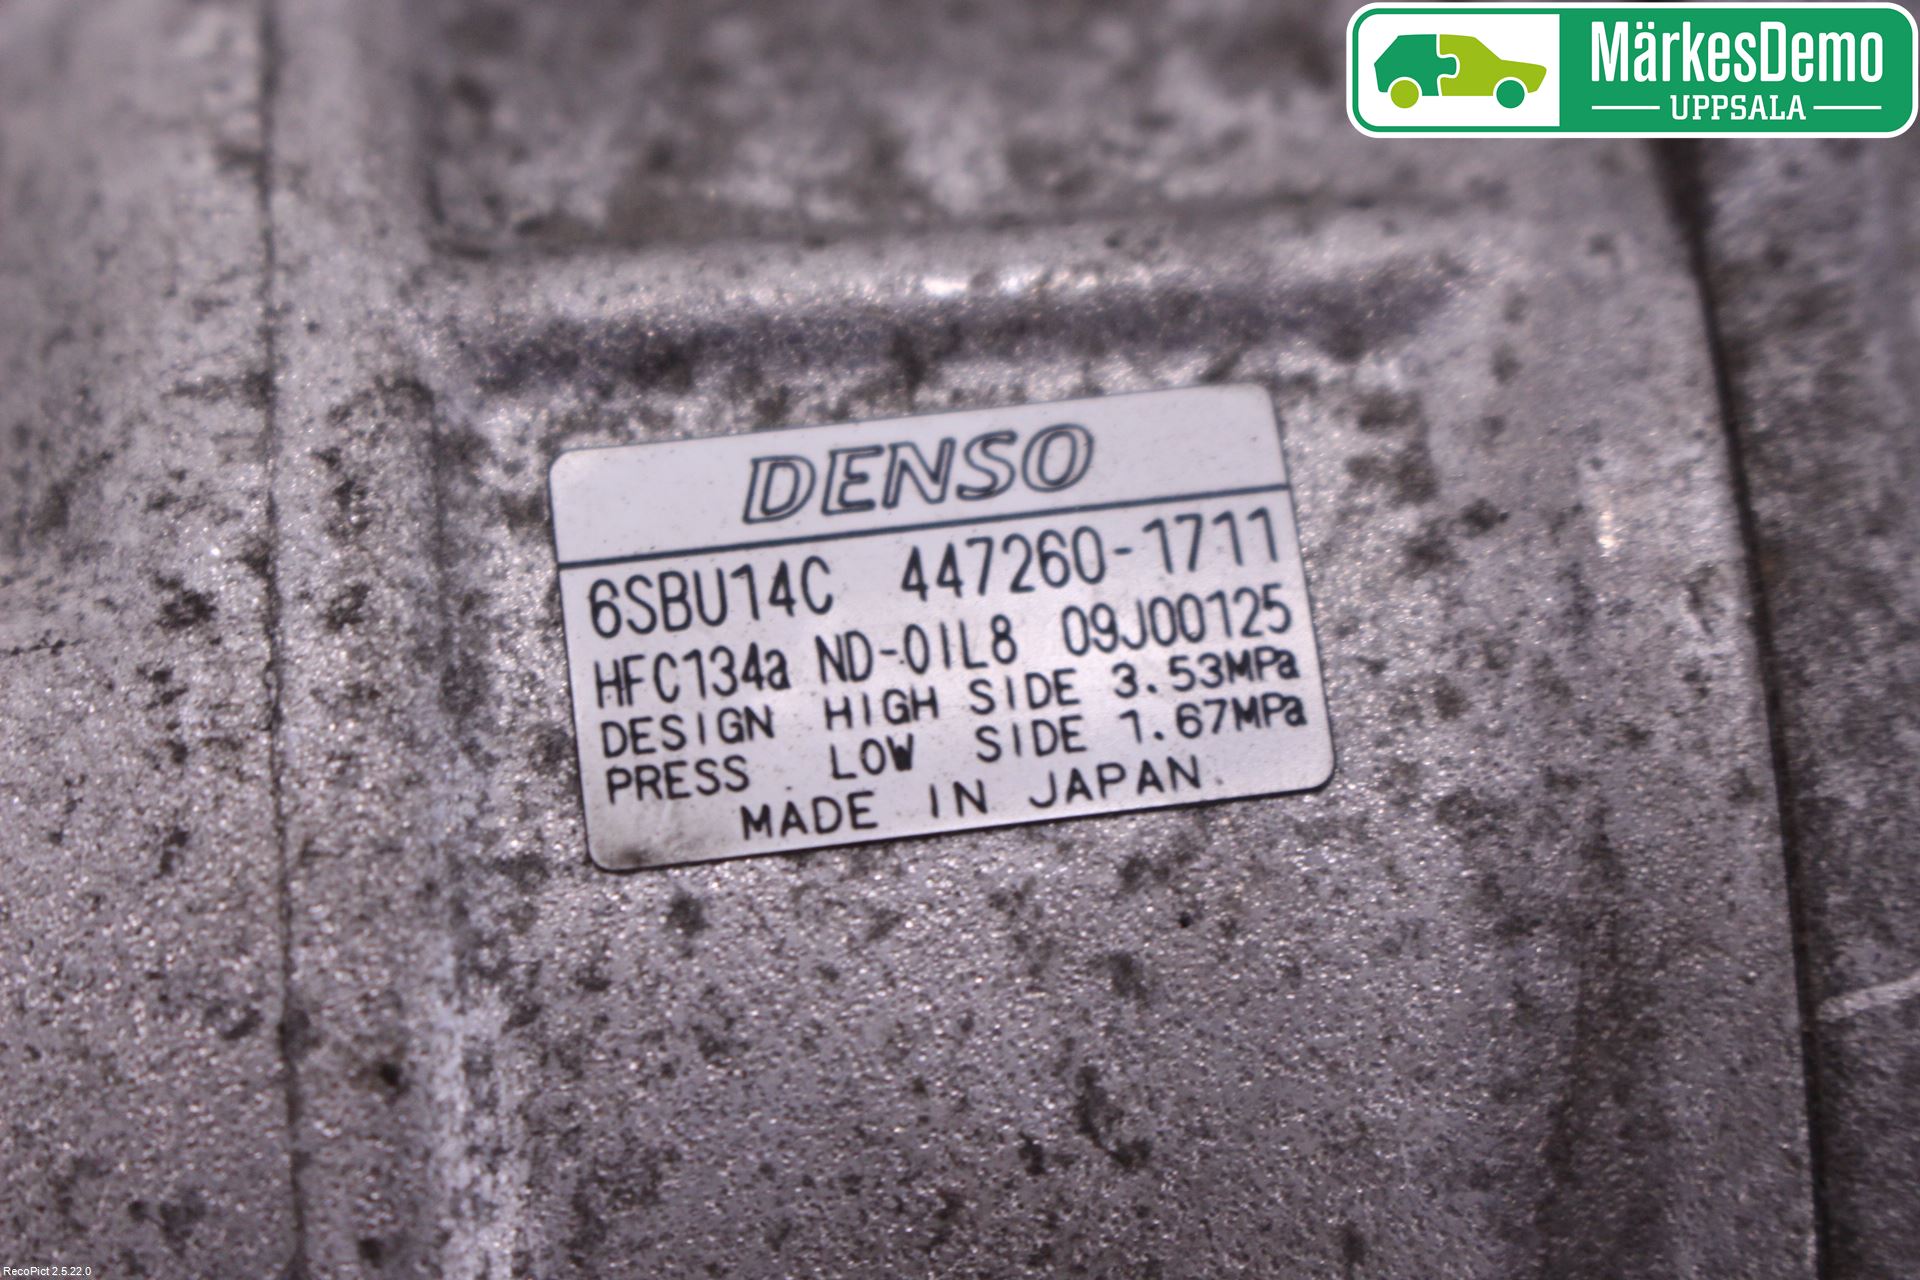 MärkesDemo
UPPSALA
DENSO
6SBU14C 447260-1711
HFC134a ND-OIL8 09J00125
DESIGN HIGH SIDE 3.53MPa
PRESS LOW SIDE 1.67MPa
MADE IN JAPAN
RecoPict 2.5.22.0